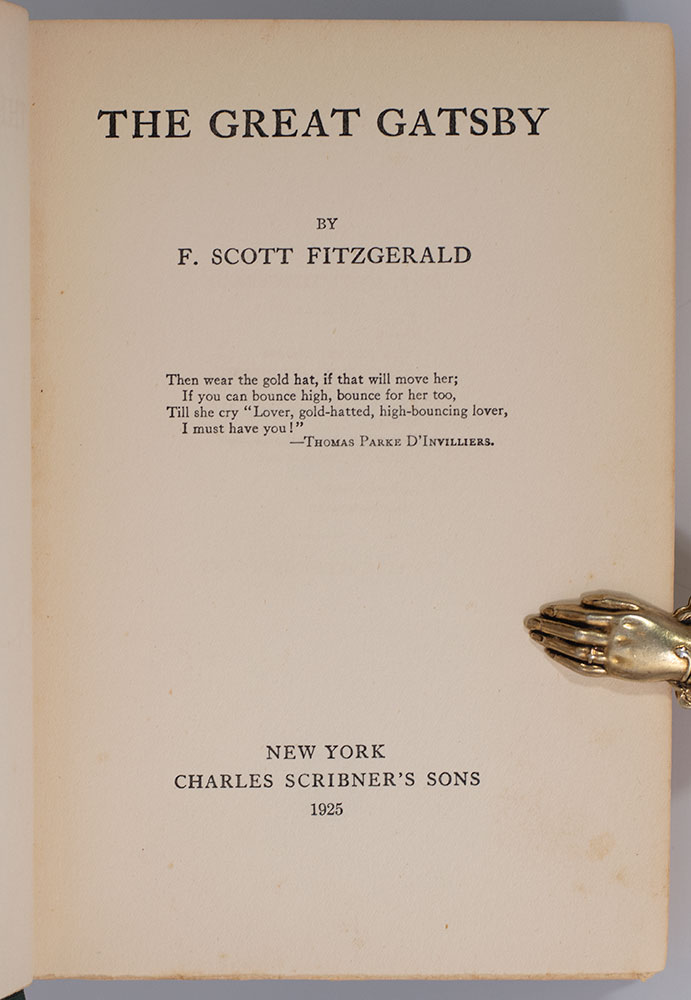 THE GREAT GATSBY
BY
F. SCOTT FITZGERALD
Then wear the gold hat, if that will move her;
If you can bounce high, bounce for her too,
Till she cry "Lover, gold-hatted, high-bouncing lover,
I must have you!"
—THOMAS PARKE D'INVILLIERS.
NEW YORK
CHARLES SCRIBNER'S SONS
1925